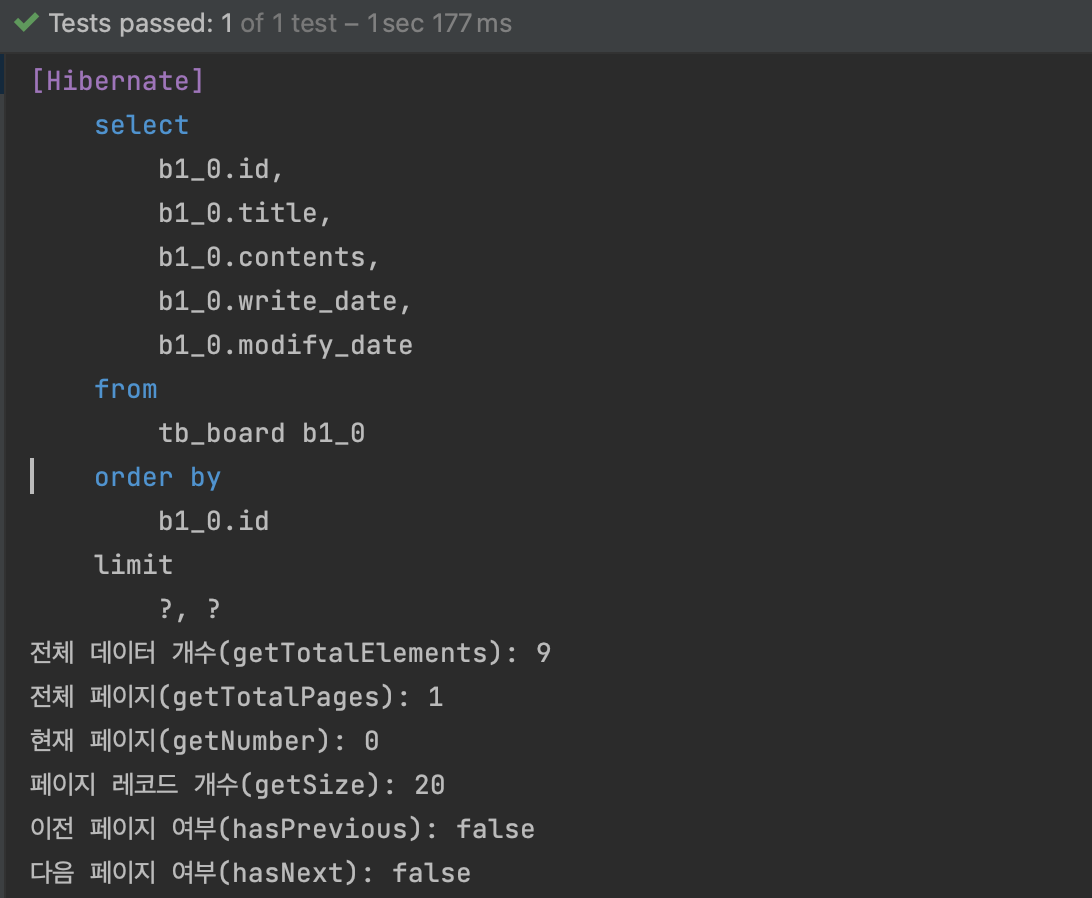 Tests passed: 1 of 1 test – 1 sec 177 ms
[Hibernate]
select
b1_0.id,
b1_0.title,
b1_0.contents,
b1_0.write_date,
b1_0.modify_date
from
tb_board b1_0
order by
b1_0.id
limit
?, ?
전체 데이터 개수(getTotalElements): 9
전체 페이지(getTotalPages): 1
현재 페이지(getNumber): 0
페이지 레코드 개수(getSize): 20
이전 페이지 여부(hasPrevious): false
다음 페이지 여부(hasNext): false